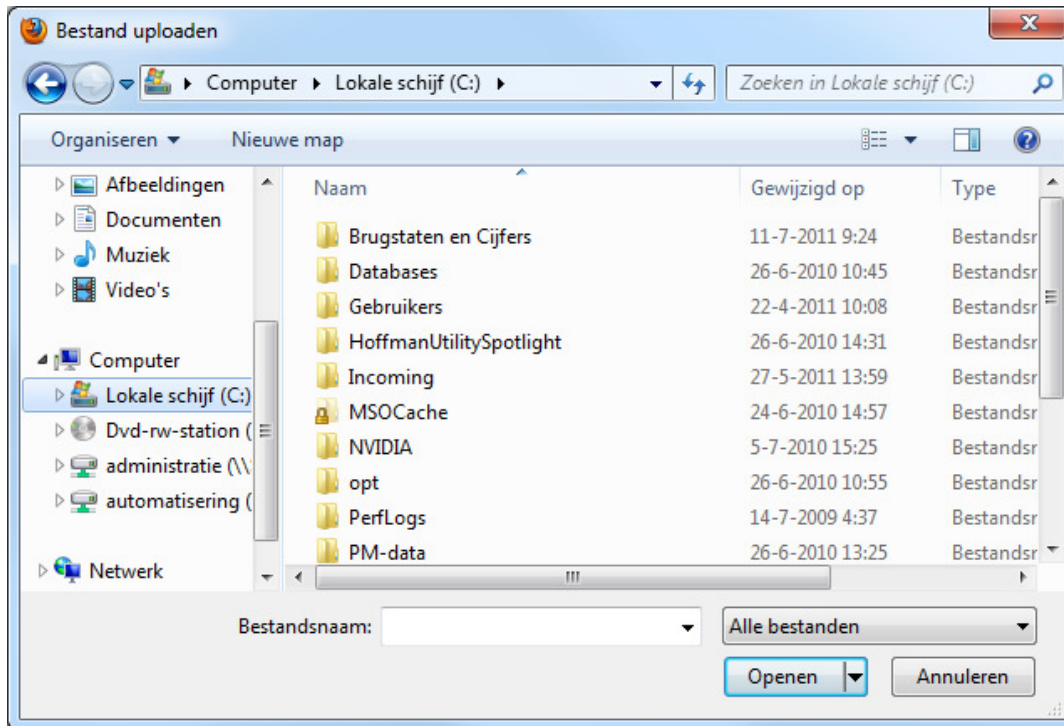 Bestand uploaden
Computer Lokale schijf (C:) Zoeken in Lokale schijf (C:)
Organiseren Nieuwe map
Afbeeldingen
Documenten
Muziek
Video's
Computer
Lokale schijf (C:)
Dvd-rw-station (
administratie (\\
automatisering (
Netwerk
Naam Gewijzigd op Type
Brugstaten en Cijfers 11-7-2011 9:24 Bestandsr
Databases 26-6-2010 10:45 Bestandsr
Gebruikers 22-4-2011 10:08 Bestandsr
HoffmanUtilitySpotlight 26-6-2010 14:31 Bestandsr
Incoming 27-5-2011 13:59 Bestandsr
MSOCache 24-6-2010 14:57 Bestandsr
NVIDIA 5-7-2010 15:25 Bestandsr
opt 26-6-2010 10:55 Bestandsr
PerfLogs 14-7-2009 4:37 Bestandsr
PM-data 26-6-2010 13:25 Bestandsr
Bestandsnaam: Alle bestanden
Openen Annuleren